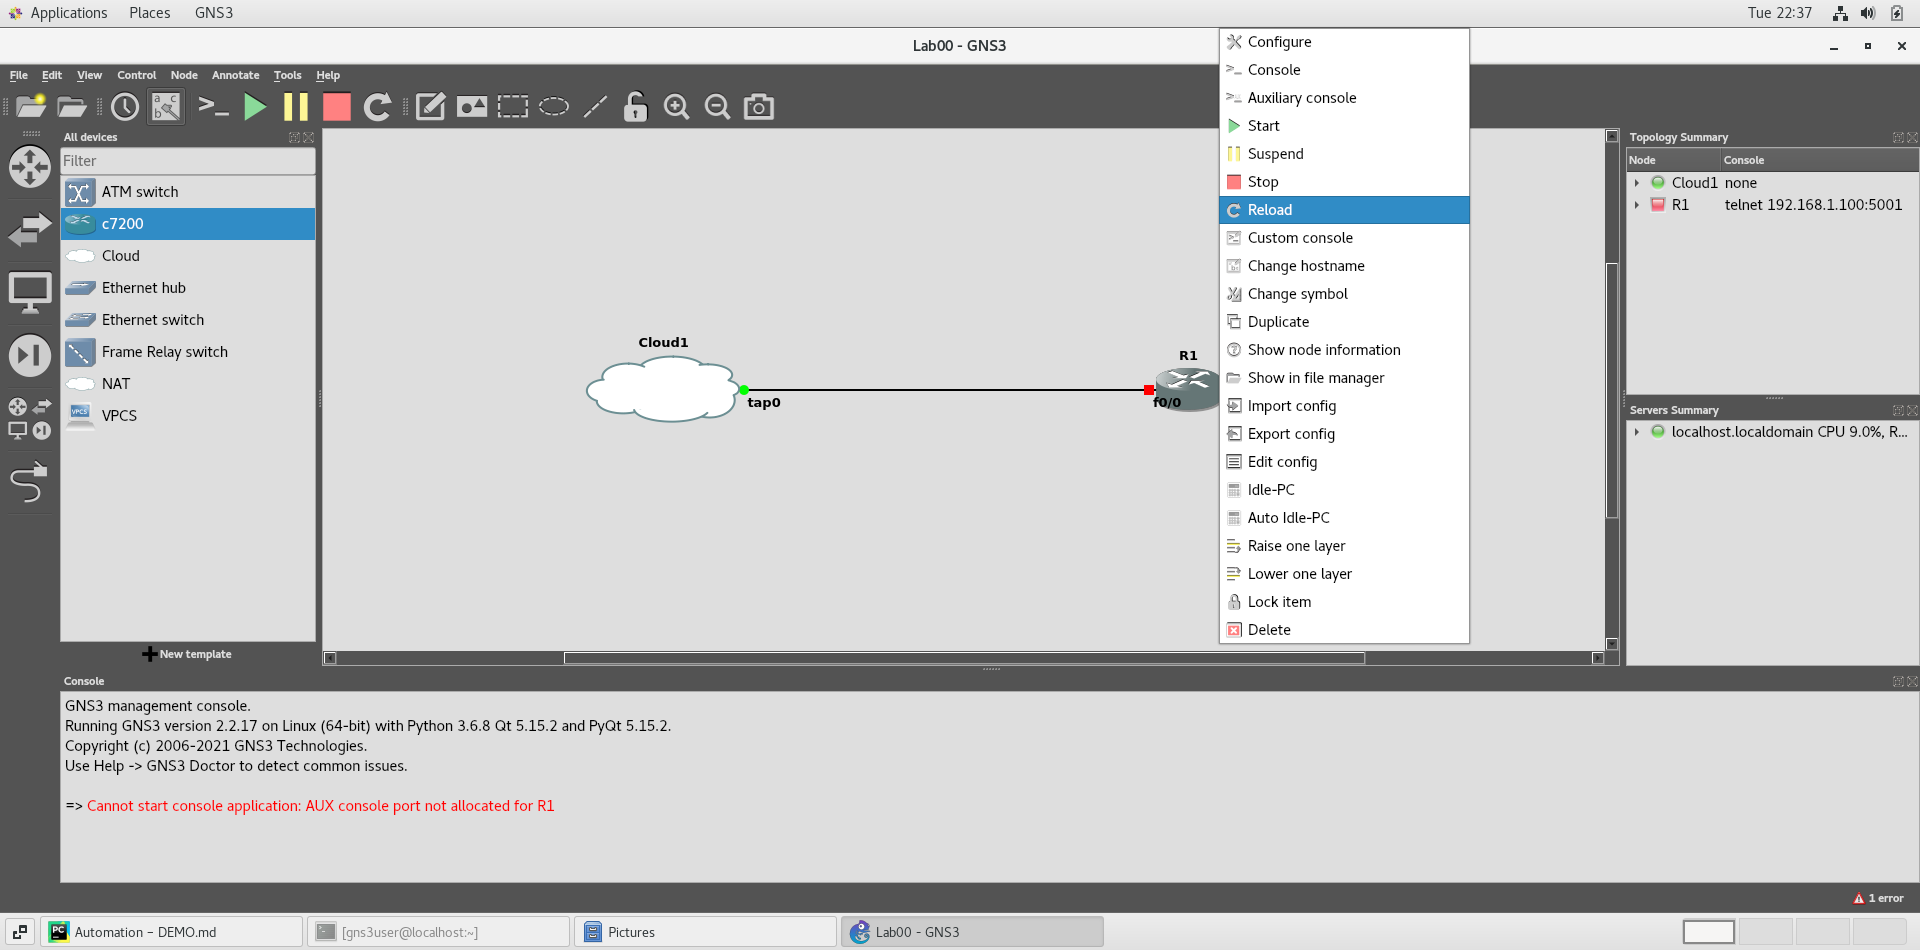 Applications Places GNS3 Tue 22:37
Lab00 - GNS3
File Edit View Control Node Annotate Tools Help
All devices
Filter
ATM switch
c7200
Cloud
Ethernet hub
Ethernet switch
Frame Relay switch
NAT
VPCS
New template
Cloud1
tap0
R1
f0/0
Configure
Console
Auxiliary console
Start
Suspend
Stop
Reload
Custom console
Change hostname
Change symbol
Duplicate
Show node information
Show in file manager
Import config
Export config
Edit config
Idle-PC
Auto Idle-PC
Raise one layer
Lower one layer
Lock item
Delete
Topology Summary
Node Console
Cloud1 none
R1 telnet 192.168.1.100:5001
Servers Summary
localhost.localdomain CPU 9.0%, R...
Console
GNS3 management console.
Running GNS3 version 2.2.17 on Linux (64-bit) with Python 3.6.8 Qt 5.15.2 and PyQt 5.15.2.
Copyright (c) 2006-2021 GNS3 Technologies.
Use Help -> GNS3 Doctor to detect common issues.
=> Cannot start console application: AUX console port not allocated for R1
1 error
Automation – DEMO.md [gns3user@localhost:~] Pictures Lab00 - GNS3